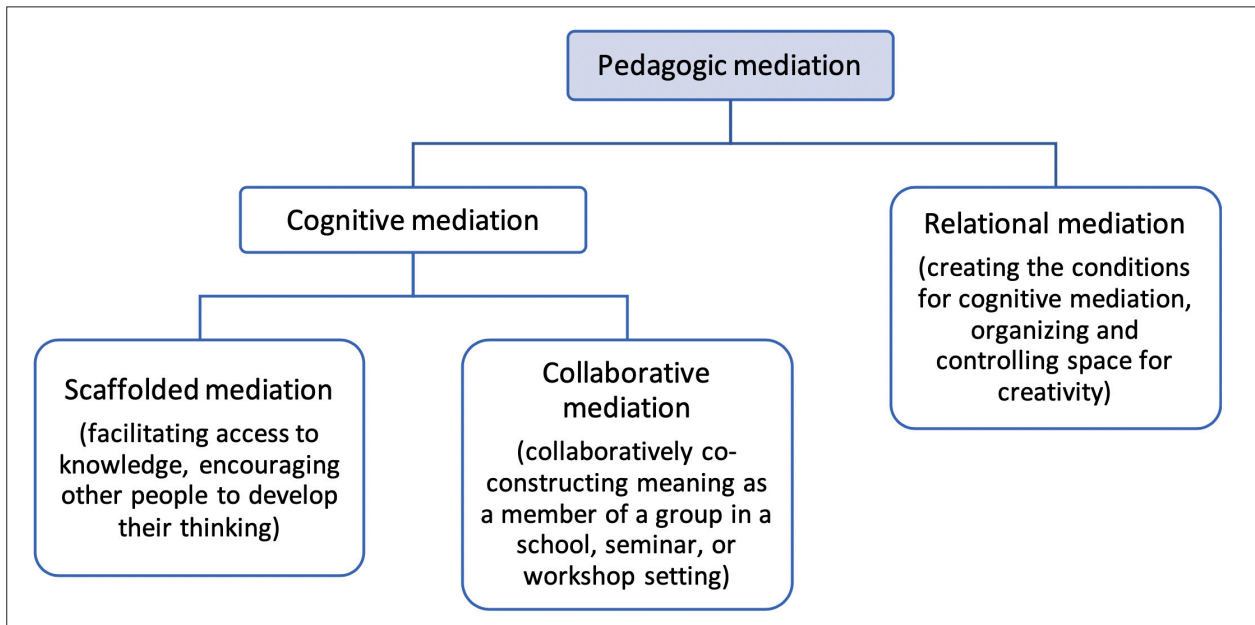 Pedagogic mediation
Cognitive mediation
Relational mediation
(creating the conditions
for cognitive mediation,
organizing and
controlling space for
creativity)
Scaffolded mediation
(facilitating access to
knowledge, encouraging
other people to develop
their thinking)
Collaborative
mediation
(collaboratively co-
constructing meaning as
a member of a group in a
school, seminar, or
workshop setting)